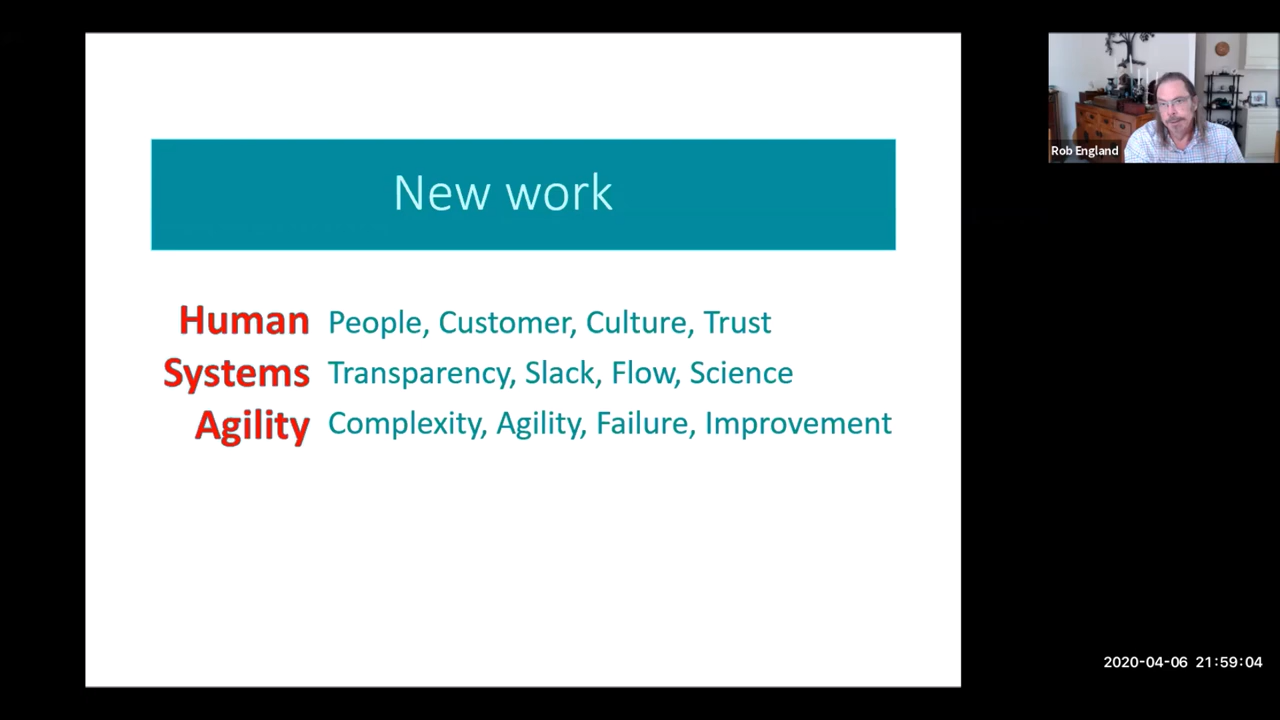 New work
Human People, Customer, Culture, Trust
Systems Transparency, Slack, Flow, Science
Agility Complexity, Agility, Failure, Improvement
Rob England
2020-04-06 21:59:04